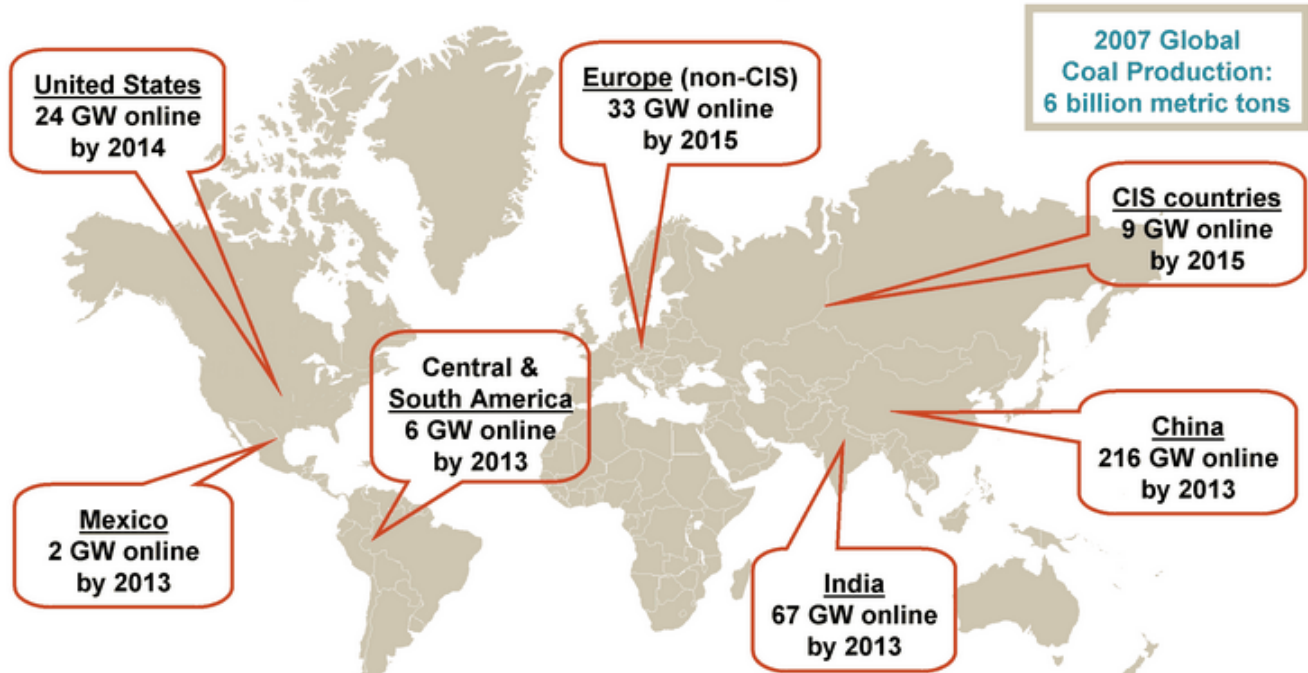 United States
24 GW online
by 2014
Europe (non-CIS)
33 GW online
by 2015
2007 Global
Coal Production:
6 billion metric tons
CIS countries
9 GW online
by 2015
Central &
South America
6 GW online
by 2013
China
216 GW online
by 2013
Mexico
2 GW online
by 2013
India
67 GW online
by 2013